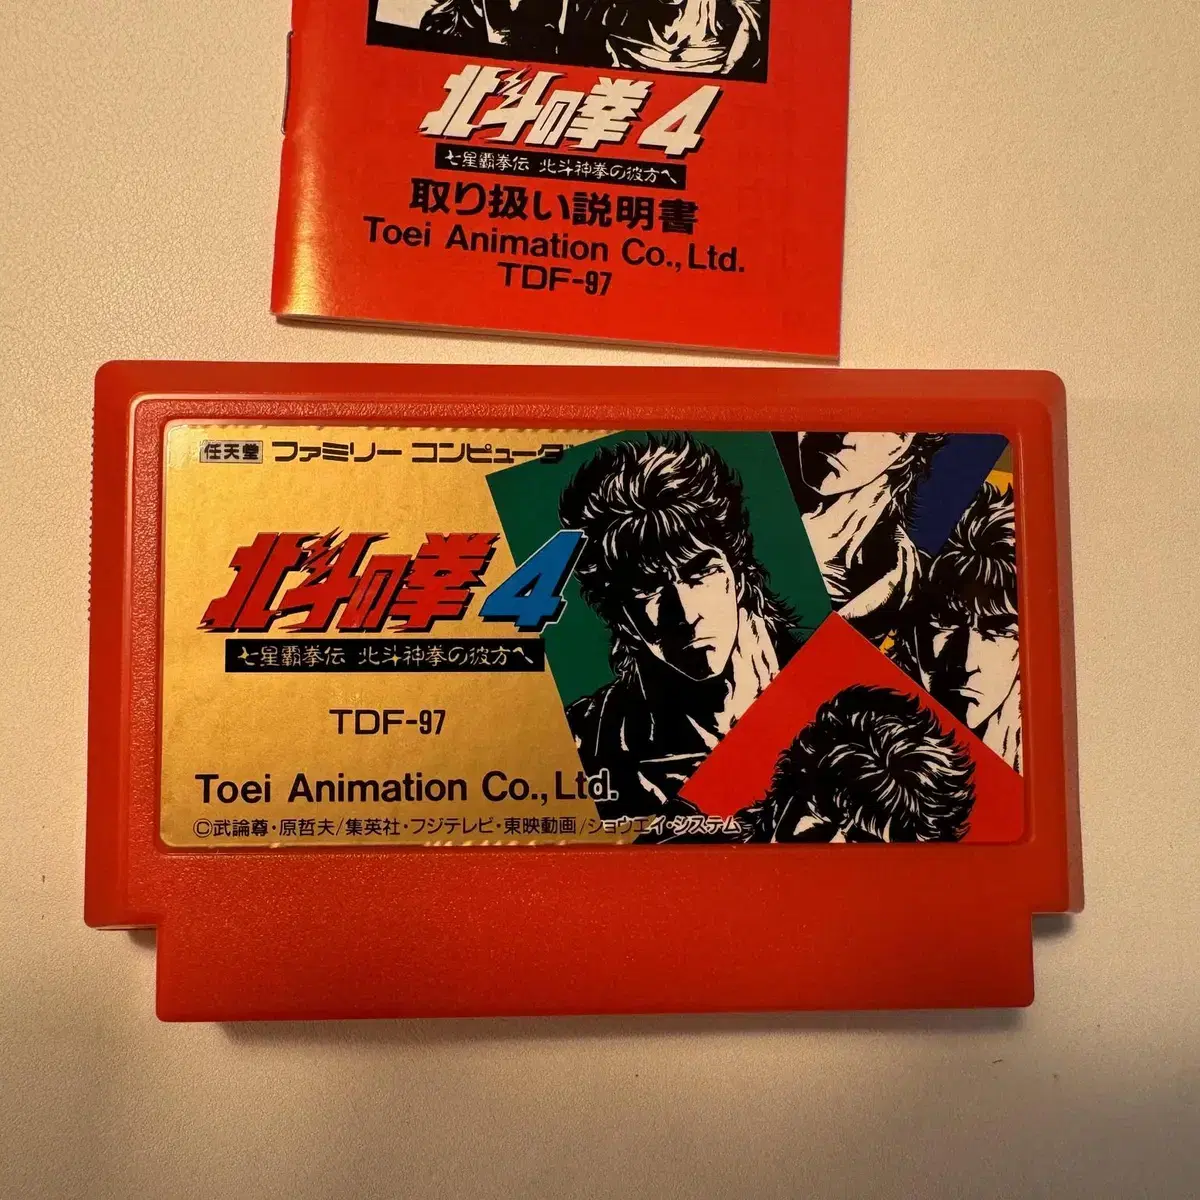 北斗の拳4
七星覇拳伝 北斗神拳の彼方へ
取り扱い説明書
Toei Animation Co., Ltd.
TDF-97
任天堂 ファミリー コンピュータ
北斗の拳4
七星覇拳伝 北斗神拳の彼方へ
TDF-97
Toei Animation Co., Ltd.
©武論尊・原哲夫/集英社・フジテレビ・東映動画/ショウエイ・システム